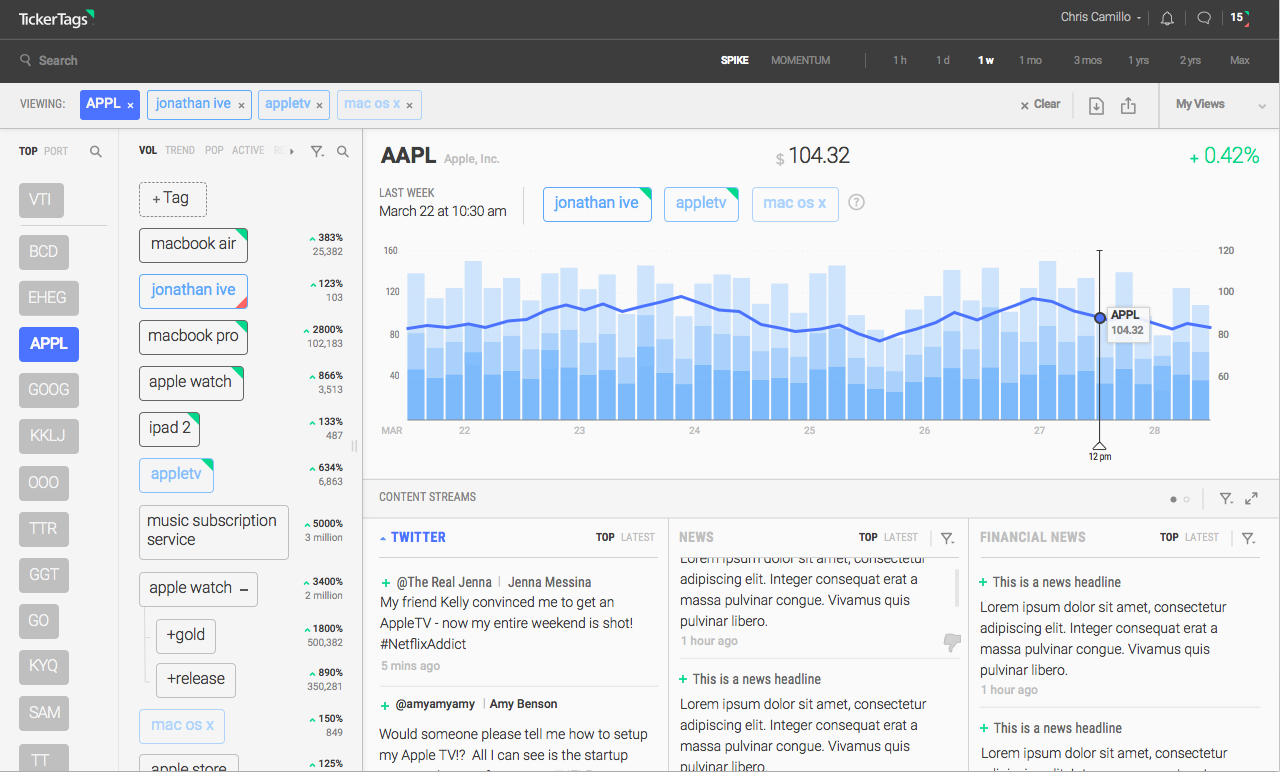 TickerTags
Chris Camillo
15
Search
SPIKE MOMENTUM 1 h 1 d 1 w 1 mo 3 mos 1 yrs 2 yrs Max
VIEWING: APPL × jonathan ive × appletv × mac os x ×
× Clear
My Views
TOP PORT
VTI
BCD
EHEG
APPL
GOOG
KKLJ
OOO
TTR
GGT
GO
KYQ
SAM
TT
VOL TREND POP ACTIVE
+ Tag
macbook air 383%
25,382
jonathan ive 123%
103
macbook pro 2800%
102,183
apple watch 866%
3,513
ipad 2 133%
487
appletv 634%
6,863
music subscription
service
5000%
3 million
apple watch – 3400%
2 million
+gold 1800%
500,382
+release 890%
350,281
mac os x 150%
849
apple store 125%
AAPL Apple, Inc.
$ 104.32
+ 0.42%
LAST WEEK
March 22 at 10:30 am
jonathan ive appletv mac os x ?
160 120
120 100
80 80
40 60
APPL
104.32
MAR 22 23 24 25 26 27 28
12 pm
CONTENT STREAMS
TWITTER TOP LATEST
+ @The Real Jenna | Jenna Messina
My friend Kelly convinced me to get an
AppleTV - now my entire weekend is shot!
#NetflixAddict
5 mins ago
+ @amyamyamy | Amy Benson
Would someone please tell me how to setup
my Apple TV!? All I can see is the startup
NEWS TOP LATEST
Lorem ipsum dolor sit amet, consectetur
adipiscing elit. Integer consequat erat a
massa pulvinar congue. Vivamus quis
pulvinar libero.
1 hour ago
+ This is a news headline
Lorem ipsum dolor sit amet, consectetur
adipiscing elit. Integer consequat erat a
massa pulvinar congue. Vivamus quis
FINANCIAL NEWS TOP LATEST
+ This is a news headline
Lorem ipsum dolor sit amet, consectetur
adipiscing elit. Integer consequat erat a
massa pulvinar congue. Vivamus quis
pulvinar libero.
1 hour ago
+ This is a news headline
Lorem ipsum dolor sit amet, consectetur